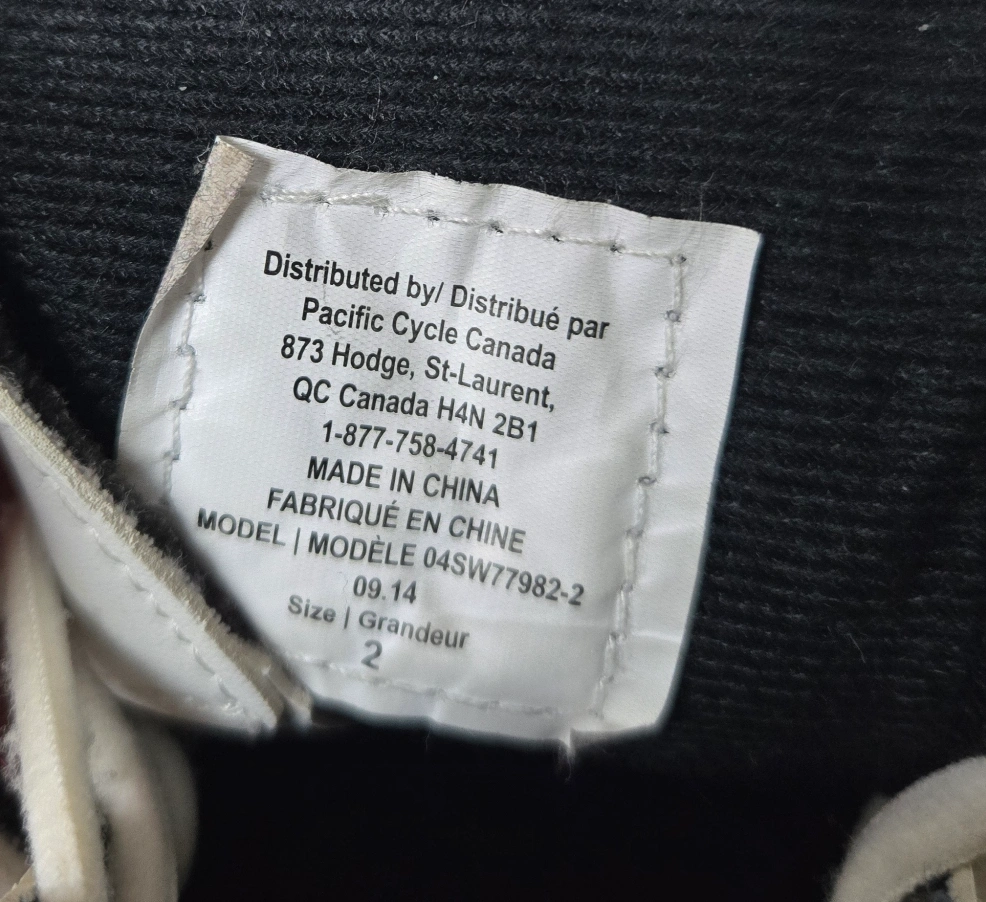 Distributed by/ Distribué par
Pacific Cycle Canada
873 Hodge, St-Laurent,
QC Canada H4N 2B1
1-877-758-4741
MADE IN CHINA
FABRIQUÉ EN CHINE
MODEL | MODÈLE 04SW77982-2
09.14
Size | Grandeur
2